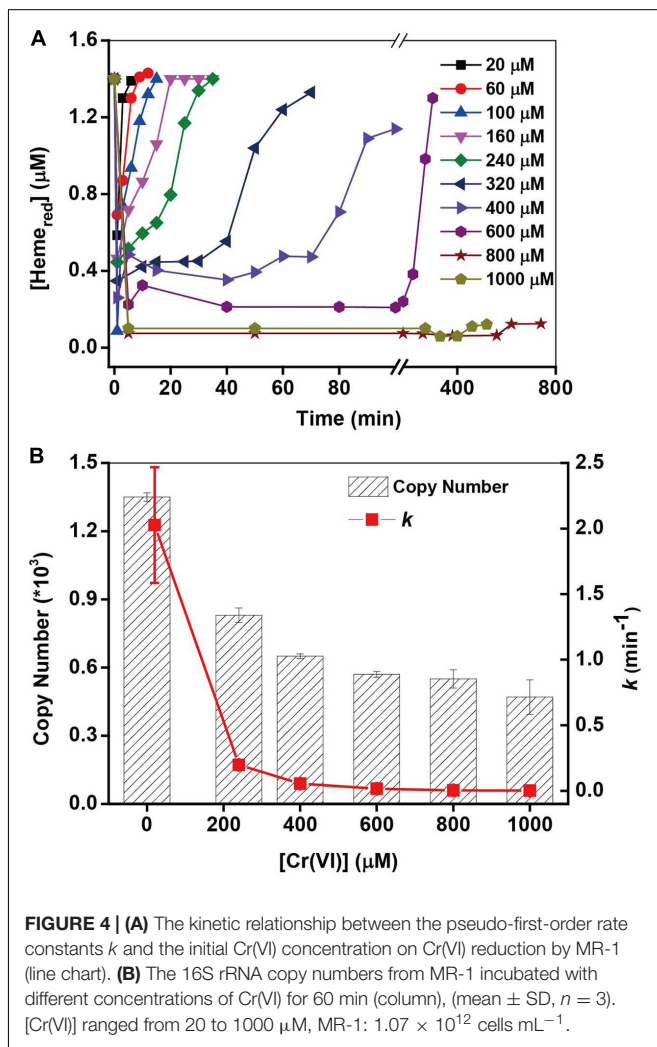 A
[Heme_red] (μM)
1.6
1.2
0.8
0.4
0.0
20 μM
60 μM
100 μM
160 μM
240 μM
320 μM
400 μM
600 μM
800 μM
1000 μM
0 20 40 60 80 400 800
Time (min)
B
Copy Number (*10^3)
1.5
1.2
0.9
0.6
0.3
0.0
Copy Number
k
2.5
2.0
1.5
1.0
0.5
0.0
k (min^-1)
0 200 400 600 800 1000
[Cr(VI)] (μM)
FIGURE 4 | (A) The kinetic relationship between the pseudo-first-order rate
constants k and the initial Cr(VI) concentration on Cr(VI) reduction by MR-1
(line chart). (B) The 16S rRNA copy numbers from MR-1 incubated with
different concentrations of Cr(VI) for 60 min (column), (mean ± SD, n = 3).
[Cr(VI)] ranged from 20 to 1000 μM, MR-1: 1.07 × 10^12 cells mL^−1.